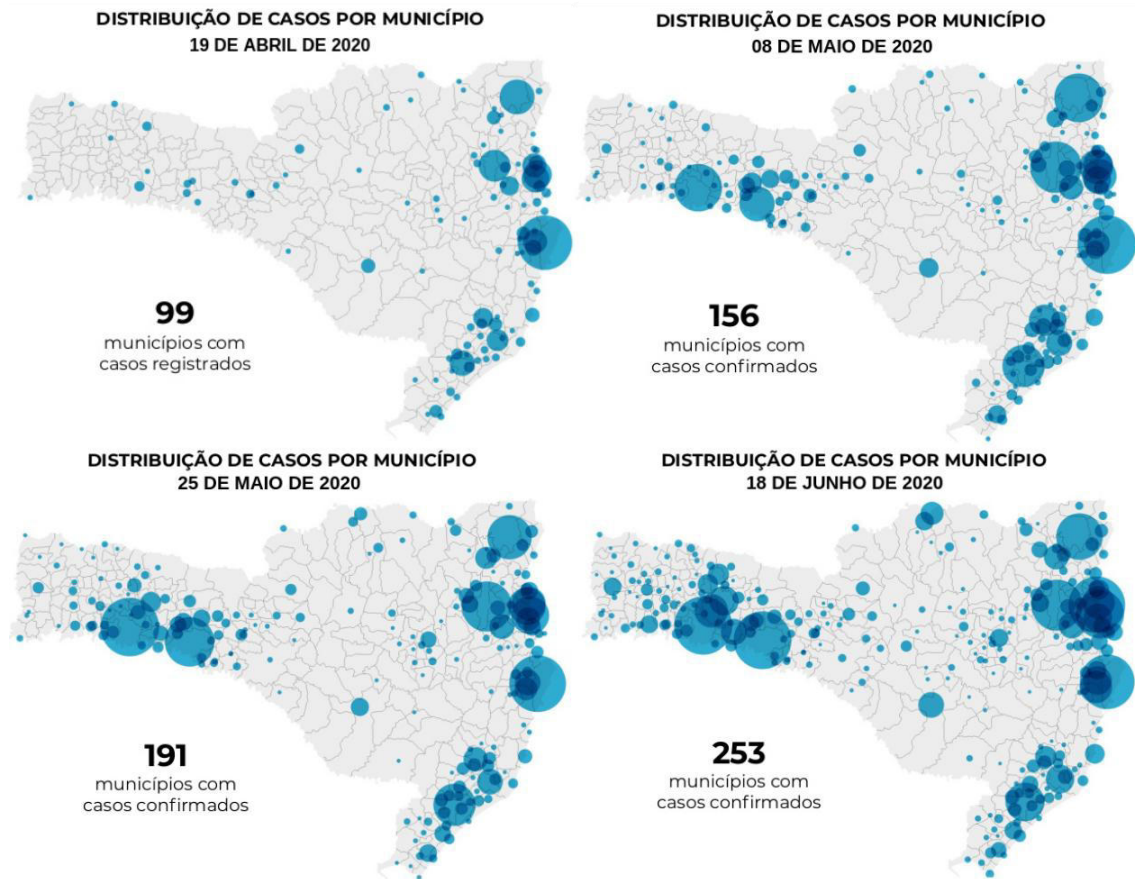 DISTRIBUIÇÃO DE CASOS POR MUNICÍPIO
19 DE ABRIL DE 2020
99
municípios com
casos registrados
DISTRIBUIÇÃO DE CASOS POR MUNICÍPIO
08 DE MAIO DE 2020
156
municípios com
casos confirmados
DISTRIBUIÇÃO DE CASOS POR MUNICÍPIO
25 DE MAIO DE 2020
191
municípios com
casos confirmados
DISTRIBUIÇÃO DE CASOS POR MUNICÍPIO
18 DE JUNHO DE 2020
253
municípios com
casos confirmados